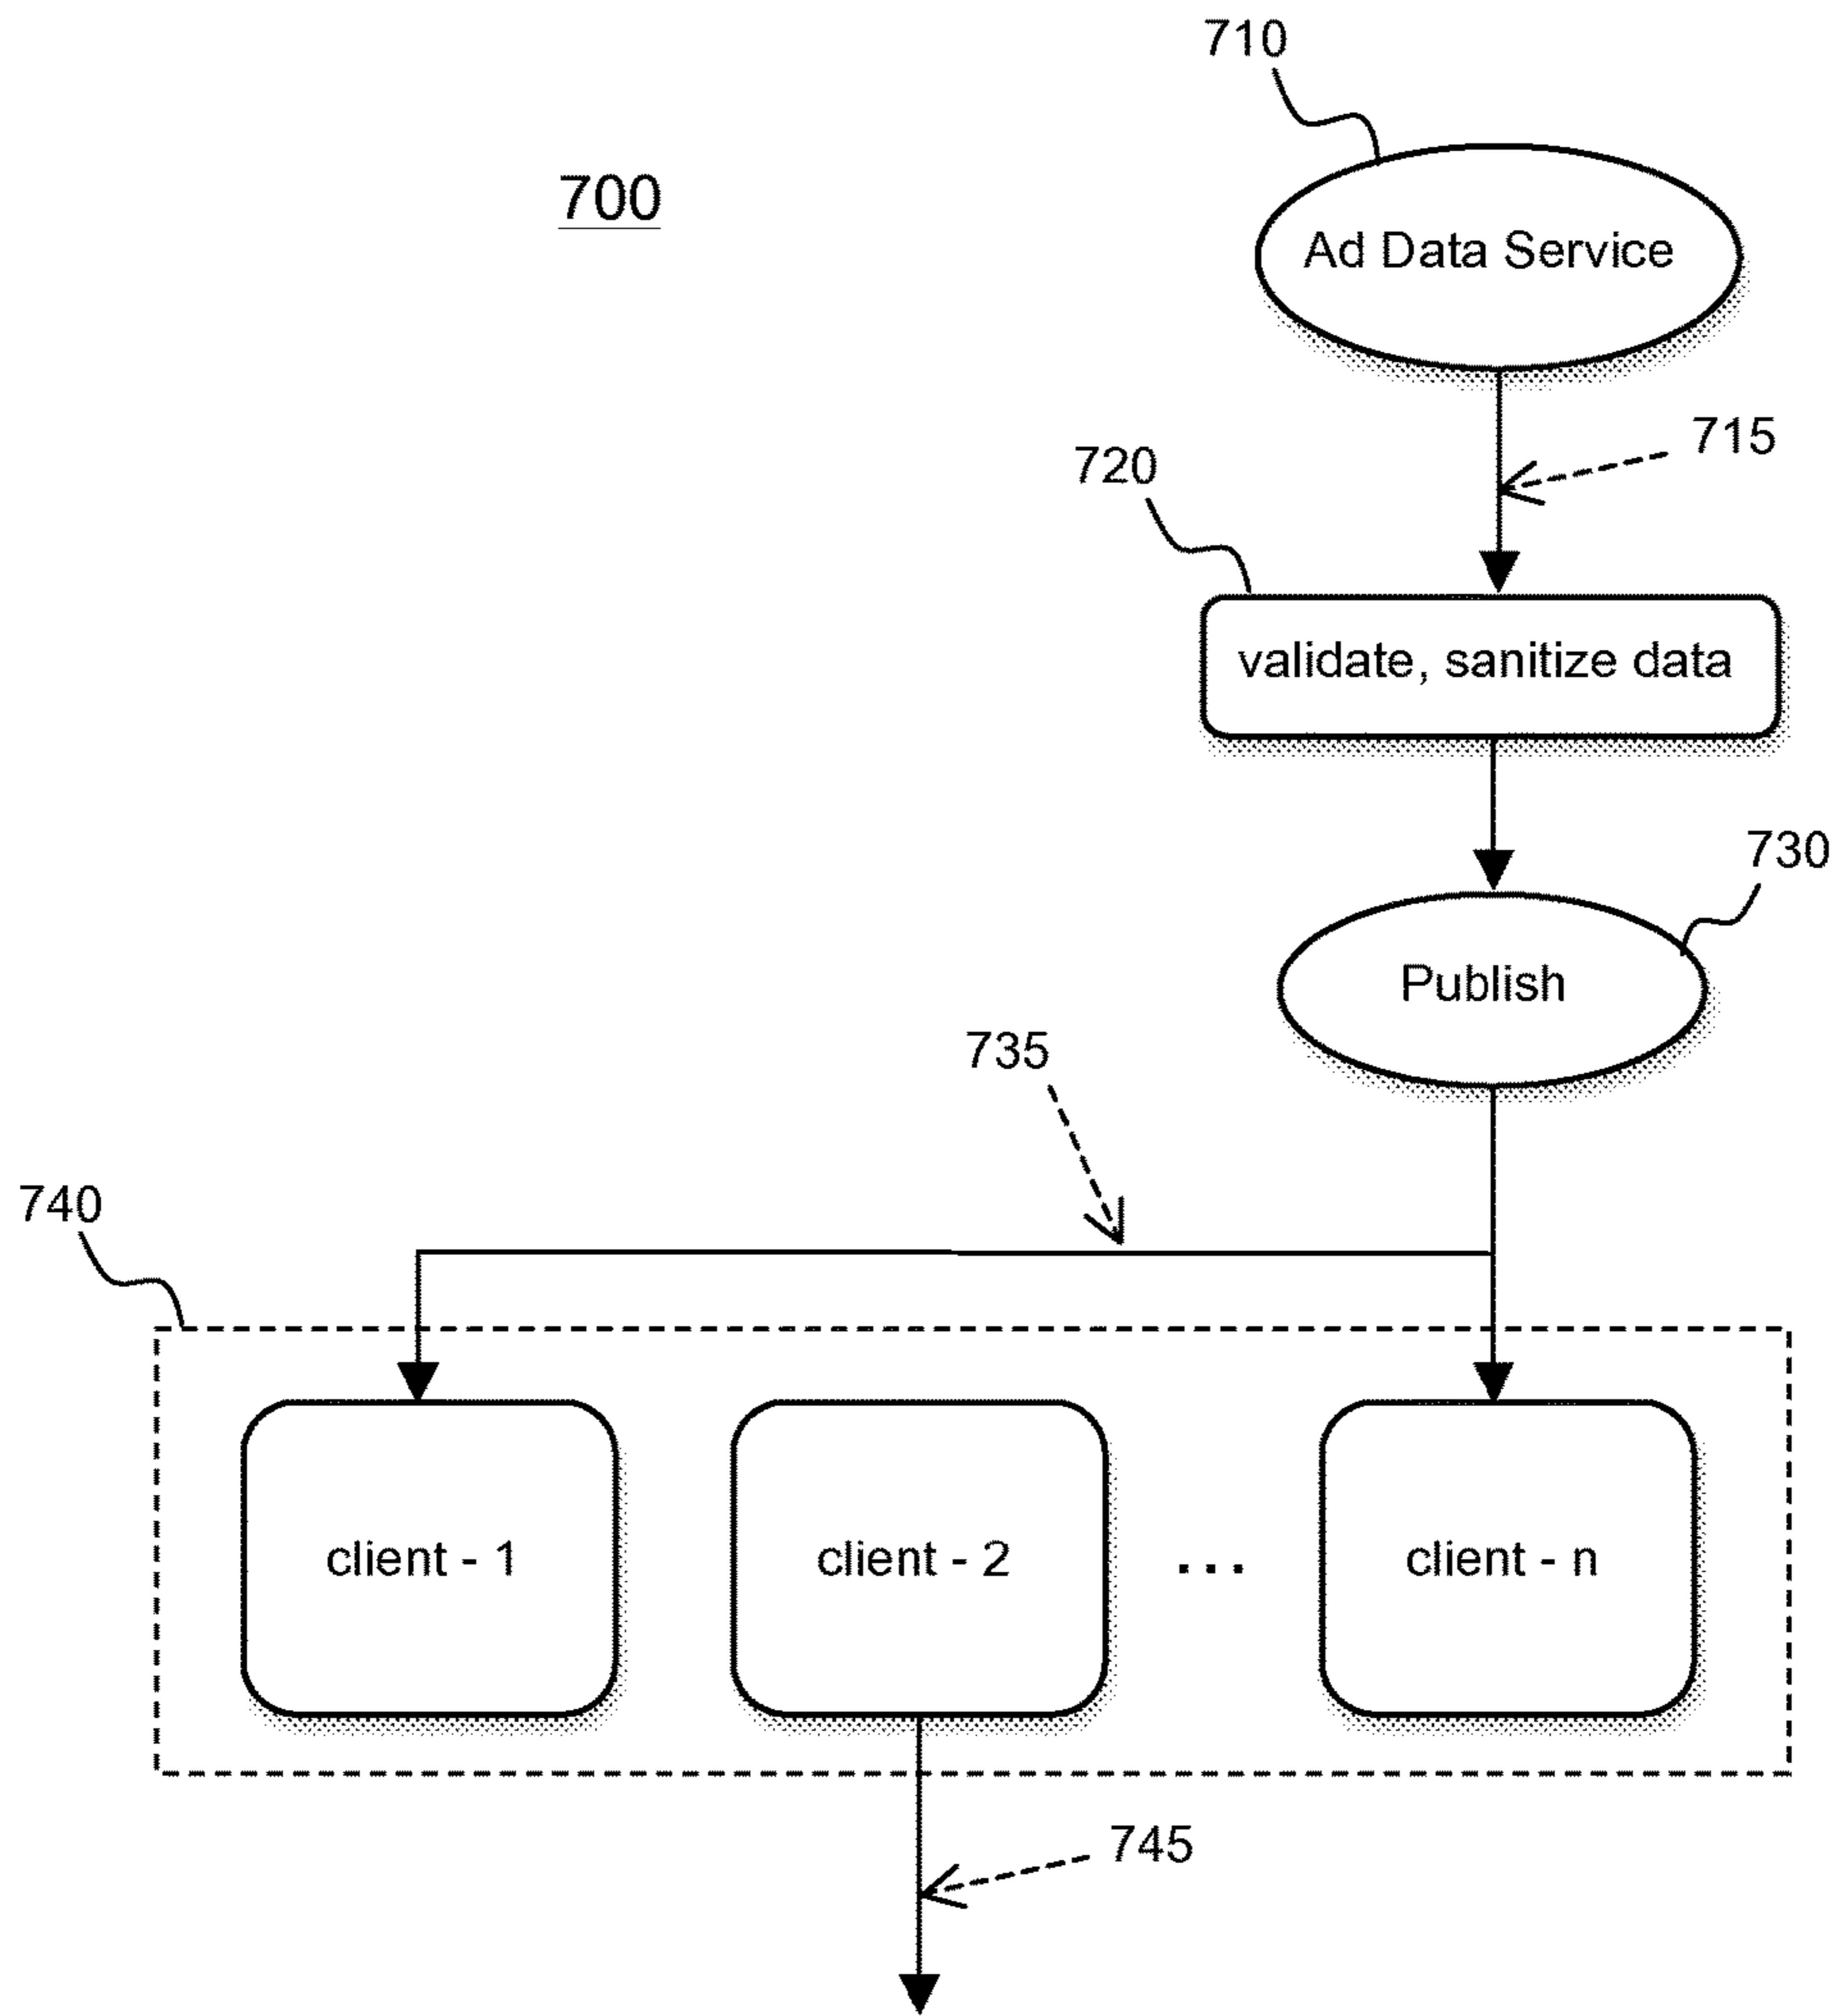 710
700
Ad Data Service
715
720
validate, sanitize data
730
Publish
735
740
client - 1
client - 2
...
client - n
745